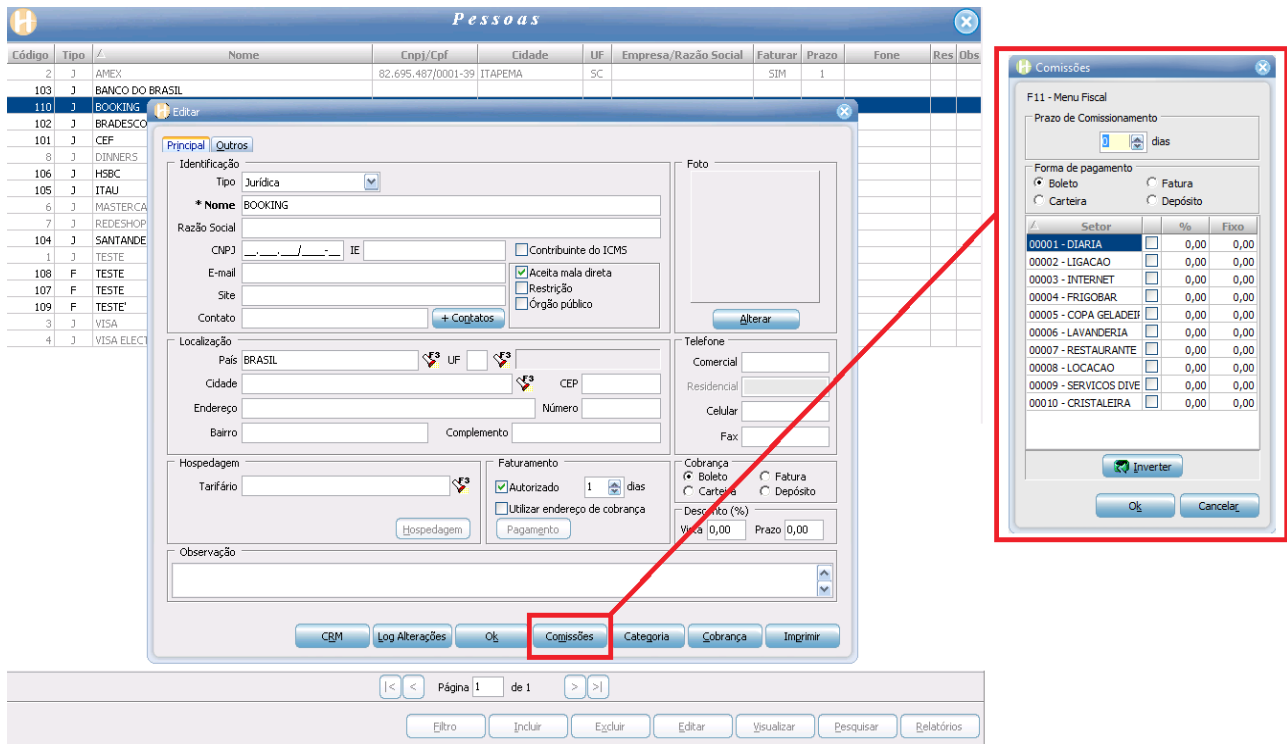 Pessoas
Código Tipo Nome Cnpj/Cpf Cidade UF Empresa/Razão Social Faturar Prazo Fone Res Obs
2 J AMEX 82.695.487/0001-39 ITAPEMA SC SIM 1
103 J BANCO DO BRASIL
110 J BOOKING
102 J BRADESCO
101 J CEF
8 J DINNERS
106 J HSBC
105 J ITAU
6 J MASTERCA
7 J REDESHOP
104 J SANTANDE
1 J TESTE
108 F TESTE
107 F TESTE
109 F TESTE'
3 J VISA
4 J VISA ELECT
Editar
Principal Outros
Identificação
Tipo Jurídica
* Nome BOOKING
Razão Social
CNPJ __.___.___/____-__ IE
Contribuinte do ICMS
E-mail
Aceita mala direta
Site
Restrição
Órgão público
Contato + Contatos
Foto
Alterar
Localização
País BRASIL F3 UF F3
Cidade F3 CEP
Endereço Número
Bairro Complemento
Telefone
Comercial
Residencial
Celular
Fax
Hospedagem
Tarifário F3
Hospedagem
Faturamento
Autorizado 1 dias
Utilizar endereço de cobrança
Pagamento
Cobrança
Boleto Fatura
Carteira Depósito
Desconto (%)
Vista 0,00 Prazo 0,00
Observação
CRM Log Alterações Ok Comissões Categoria Cobrança Imprimir
Página 1 de 1
Filtro Incluir Excluir Editar Visualizar Pesquisar Relatórios
Comissões
F11 - Menu Fiscal
Prazo de Comissionamento
0 dias
Forma de pagamento
Boleto Fatura
Carteira Depósito
Setor % Fixo
00001 - DIARIA 0,00 0,00
00002 - LIGACAO 0,00 0,00
00003 - INTERNET 0,00 0,00
00004 - FRIGOBAR 0,00 0,00
00005 - COPA GELADEIF 0,00 0,00
00006 - LAVANDERIA 0,00 0,00
00007 - RESTAURANTE 0,00 0,00
00008 - LOCACAO 0,00 0,00
00009 - SERVICOS DIVE 0,00 0,00
00010 - CRISTALEIRA 0,00 0,00
Inverter
Ok Cancelar